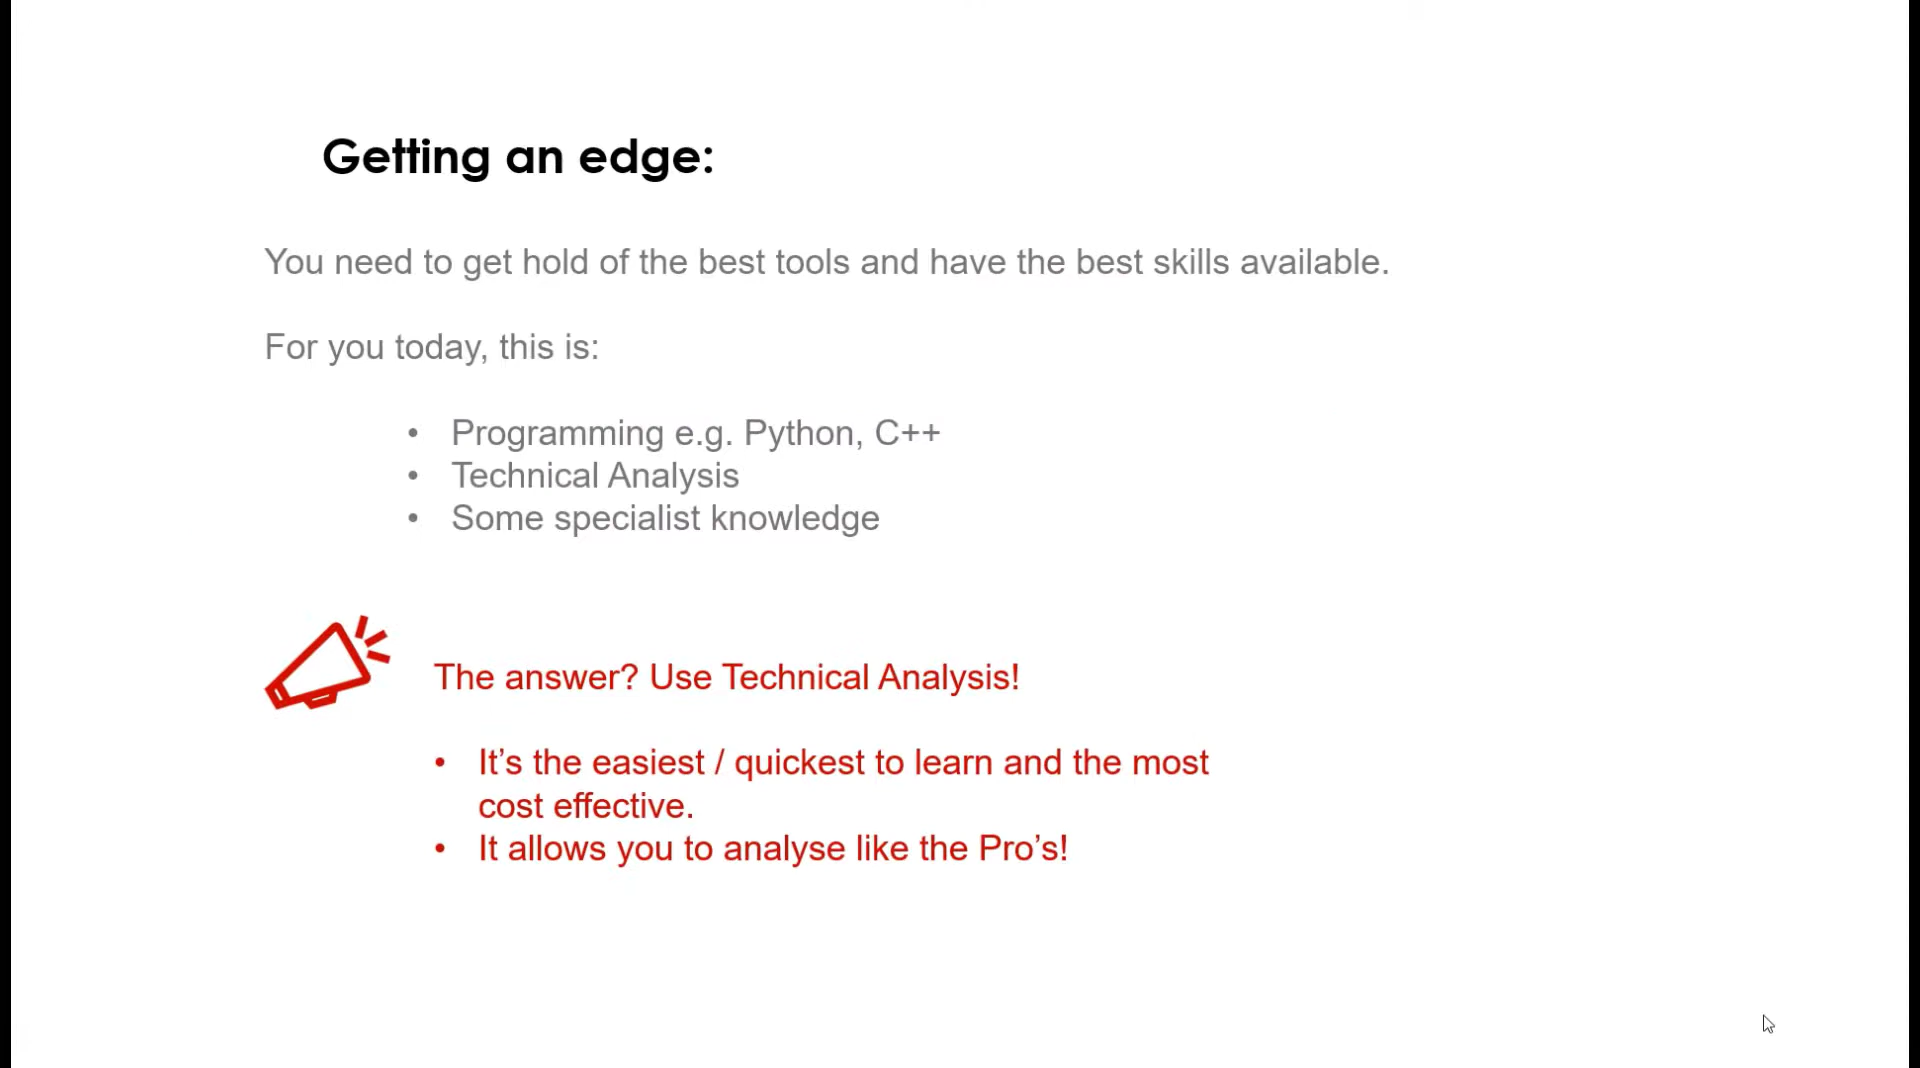 Getting an edge:
You need to get hold of the best tools and have the best skills available.
For you today, this is:
• Programming e.g. Python, C++
• Technical Analysis
• Some specialist knowledge
The answer? Use Technical Analysis!
• It’s the easiest / quickest to learn and the most
cost effective.
• It allows you to analyse like the Pro’s!